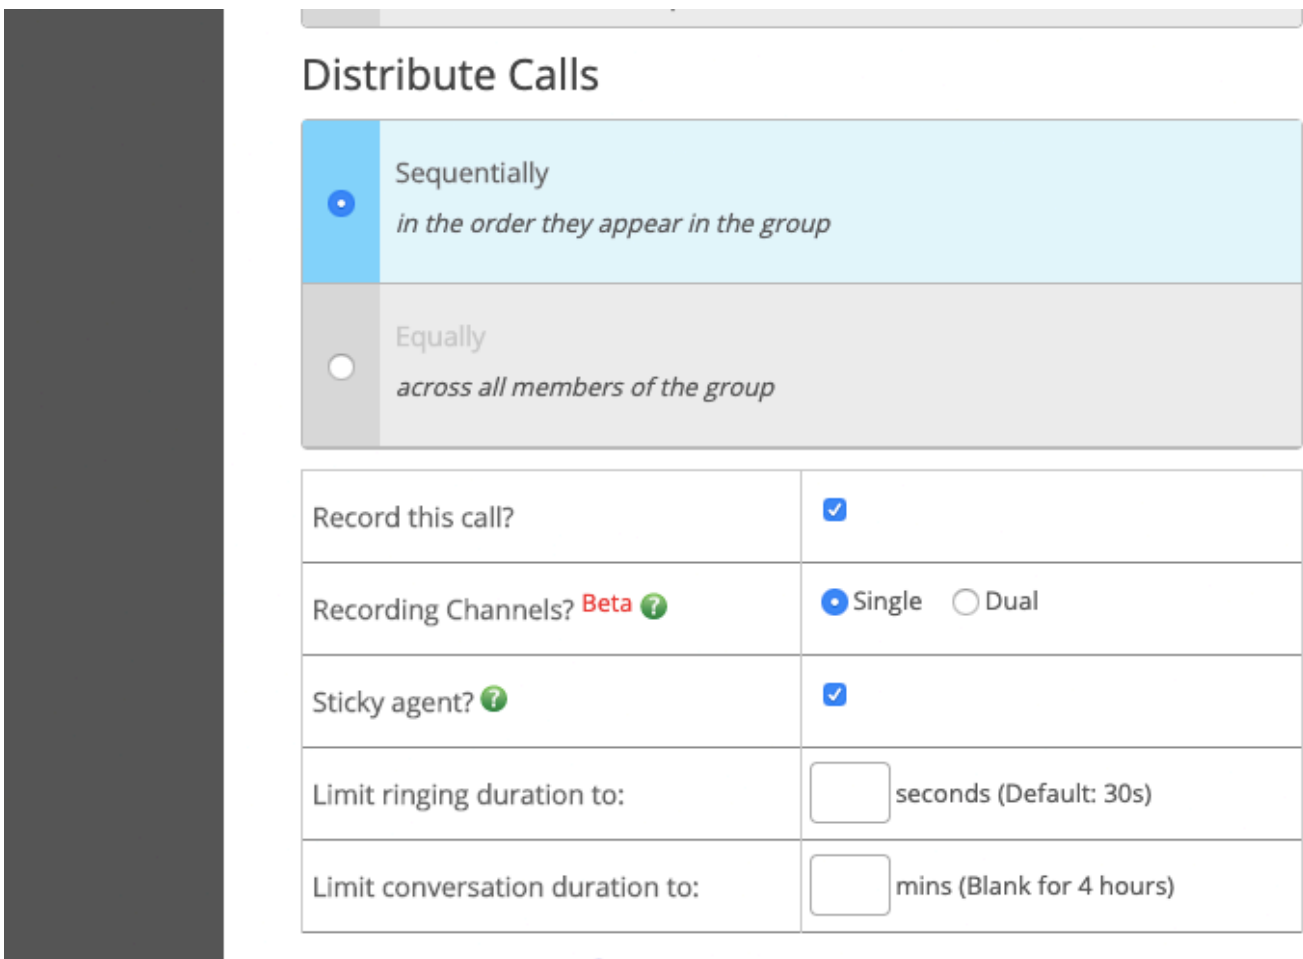 Distribute Calls
Sequentially
in the order they appear in the group
Equally
across all members of the group
Record this call?
Recording Channels? Beta ?
Single Dual
Sticky agent? ?
Limit ringing duration to:
seconds (Default: 30s)
Limit conversation duration to:
mins (Blank for 4 hours)